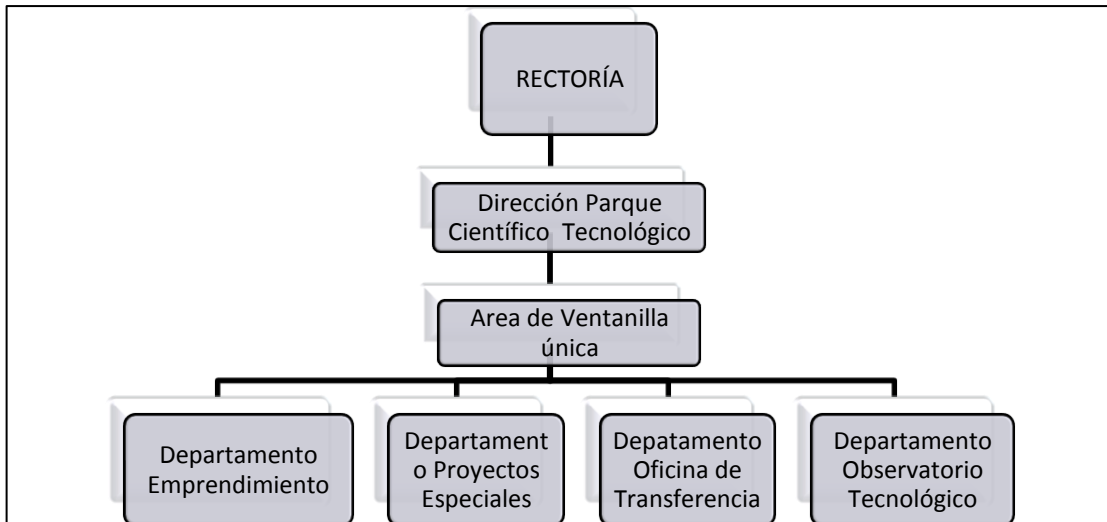 RECTORÍA
Dirección Parque
Científico Tecnológico
Area de Ventanilla
única
Departamento
Emprendimiento
Departament
o Proyectos
Especiales
Depatamento
Oficina de
Transferencia
Departamento
Observatorio
Tecnológico